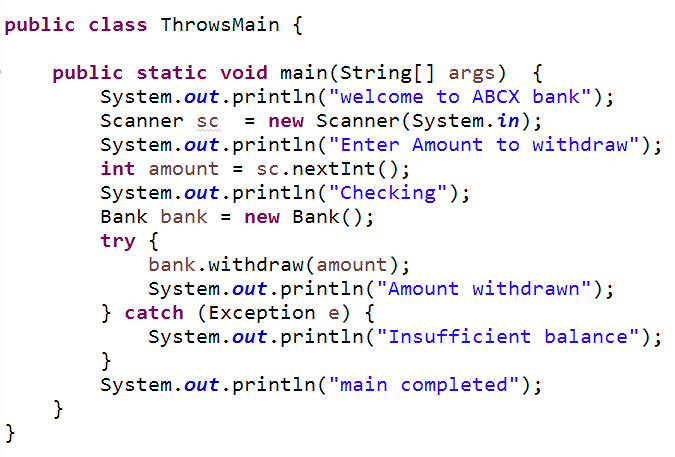 public class ThrowsMain {
public static void main(String[] args)  {
System.out.println("welcome to ABCX bank");
Scanner sc  = new Scanner(System.in);
System.out.println("Enter Amount to withdraw");
int amount = sc.nextInt();
System.out.println("Checking");
Bank bank = new Bank();
try {
bank.withdraw(amount);
System.out.println("Amount withdrawn");
} catch (Exception e) {
System.out.println("Insufficient balance");
}
System.out.println("main completed");
}
}